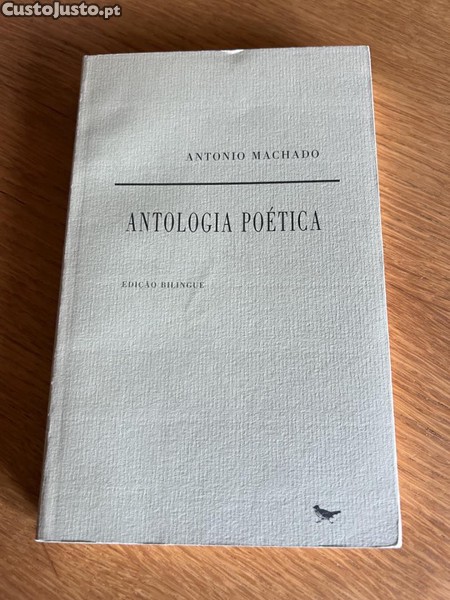 CustoJusto.pt
ANTONIO MACHADO
ANTOLOGIA POÉTICA
EDIÇÃO BILINGUE